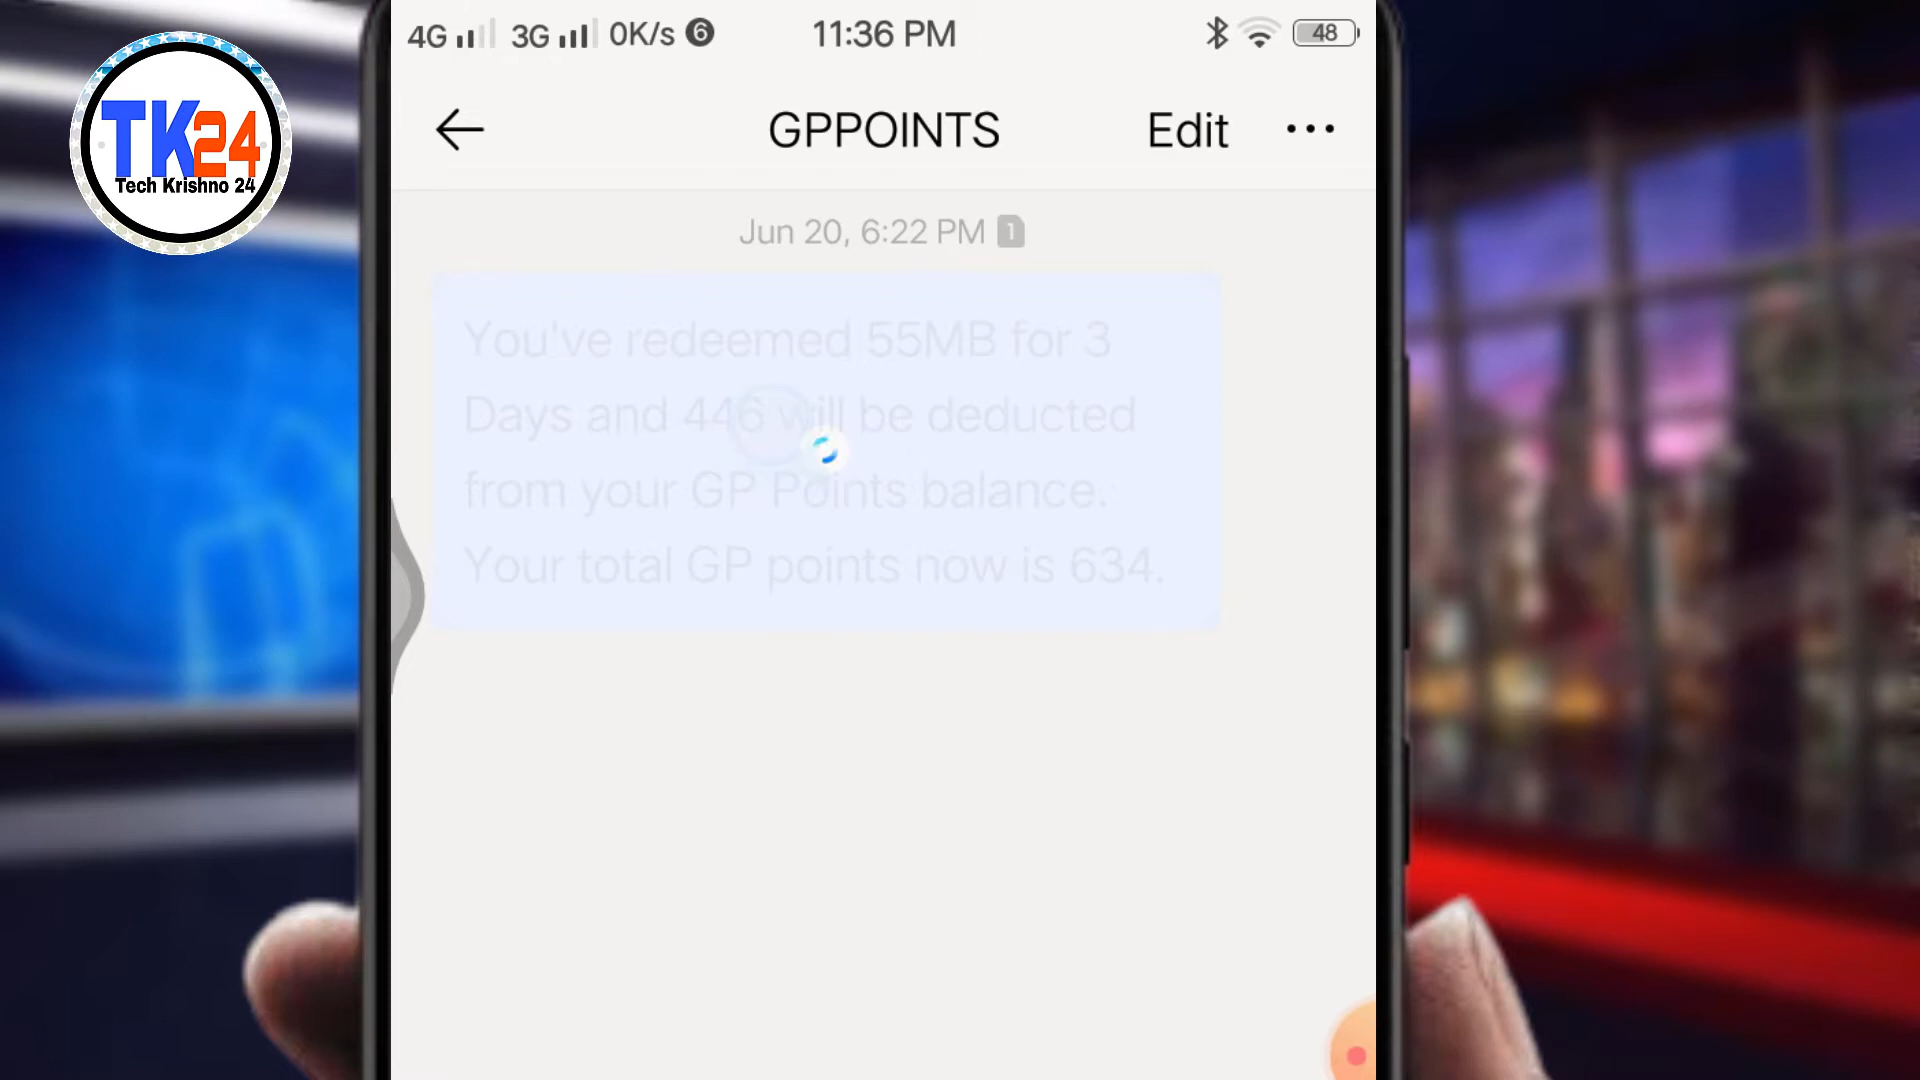 4G 3G 0K/s 6 11:36 PM 48
TK24
Tech Krishno 24
GPPOINTS Edit
Jun 20, 6:22 PM 1
You've redeemed 55MB for 3
Days and 446 will be deducted
from your GP Points balance.
Your total GP points now is 634.